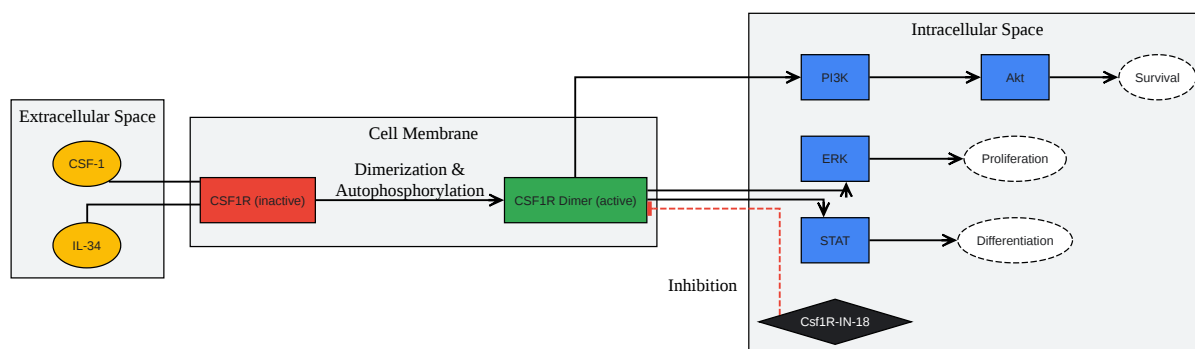 Extracellular Space
CSF-1
IL-34
Cell Membrane
Dimerization &
Autophosphorylation
CSF1R (inactive)
CSF1R Dimer (active)
Inhibition
Intracellular Space
PI3K
Akt
Survival
ERK
Proliferation
STAT
Differentiation
Csf1R-IN-18